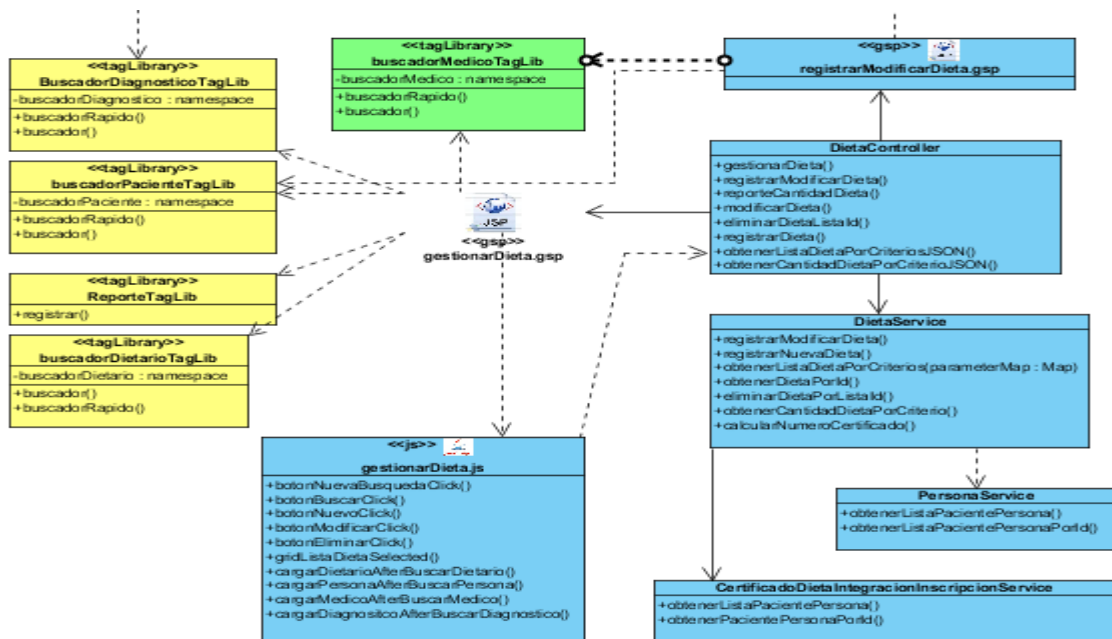 <<tagLibrary>>
BuscadorDiagnosticoTagLib
-buscadorDiagnostico : namespace
+buscadorRapido()
+buscador()
<<tagLibrary>>
buscadorPacienteTagLib
-buscadorPaciente : namespace
+buscadorRapido()
+buscador()
<<tagLibrary>>
ReporteTagLib
+registrar()
<<tagLibrary>>
buscadorDietarioTagLib
-buscadorDietario : namespace
+buscador()
+buscadorRapido()
<<tagLibrary>>
buscadorMedicoTagLib
-buscadorMedico : namespace
+buscadorRapido()
+buscador()
JSP
<<gsp>>
gestionarDieta.gsp
<<js>>
gestionarDieta.js
+botonNuevaBusquedaClick()
+botonBuscarClick()
+botonNuevoClick()
+botonModificarClick()
+botonEliminarClick()
+gridListaDietaSelected()
+cargarDietarioAfterBuscarDietario()
+cargarPersonaAfterBuscarPersona()
+cargarMedicoAfterBuscarMedico()
+cargarDiagnositcoAfterBuscarDiagnostico()
<<gsp>>
registrarModificarDieta.gsp
DietaController
+gestionarDieta()
+registrarModificarDieta()
+reporteCantidadDieta()
+modificarDieta()
+eliminarDietaListaId()
+registrarDieta()
+obtenerListaDietaPorCriteriosJSON()
+obtenerCantidadDietaPorCriterioJSON()
DietaService
+registrarModificarDieta()
+registrarNuevaDieta()
+obtenerListaDietaPorCriterios(parameterMap : Map)
+obtenerDietaPorId()
+eliminarDietaPorListaId()
+obtenerCantidadDietaPorCriterio()
+calcularNumeroCertificado()
PersonaService
+obtenerListaPacientePersona()
+obtenerListaPacientePersonaPorId()
CertificadoDietaIntegracionInscripcionService
+obtenerListaPacientePersona()
+obtenerPacientePersonaPorId()